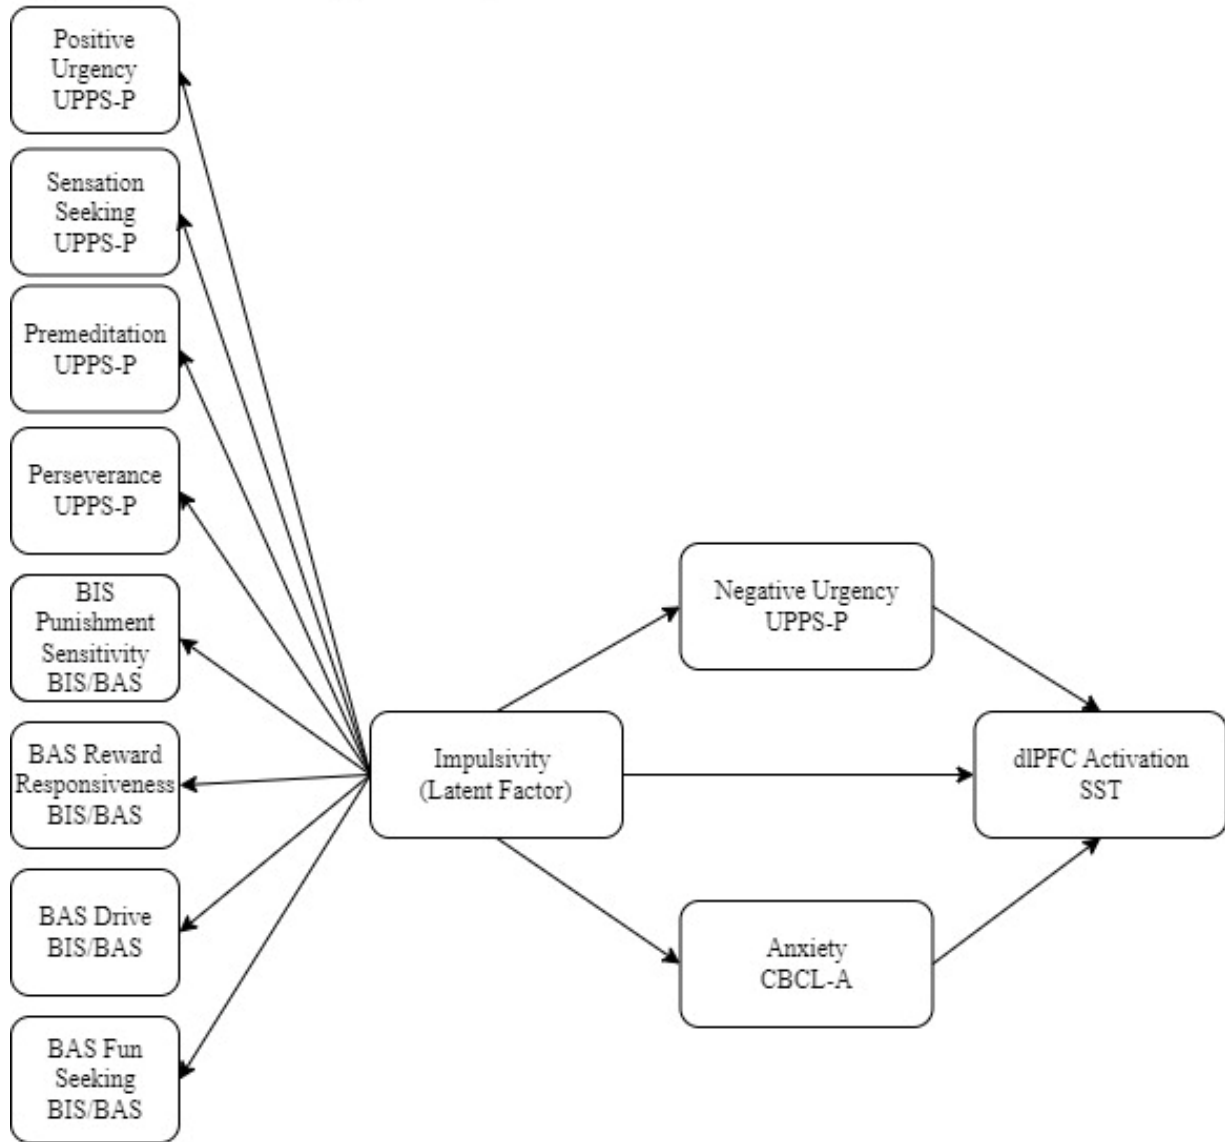 Positive
Urgency
UPPS-P
Sensation
Seeking
UPPS-P
Premeditation
UPPS-P
Perseverance
UPPS-P
BIS
Punishment
Sensitivity
BIS/BAS
BAS Reward
Responsiveness
BIS/BAS
BAS Drive
BIS/BAS
BAS Fun
Seeking
BIS/BAS
Impulsivity
(Latent Factor)
Negative Urgency
UPPS-P
Anxiety
CBCL-A
dlPFC Activation
SST